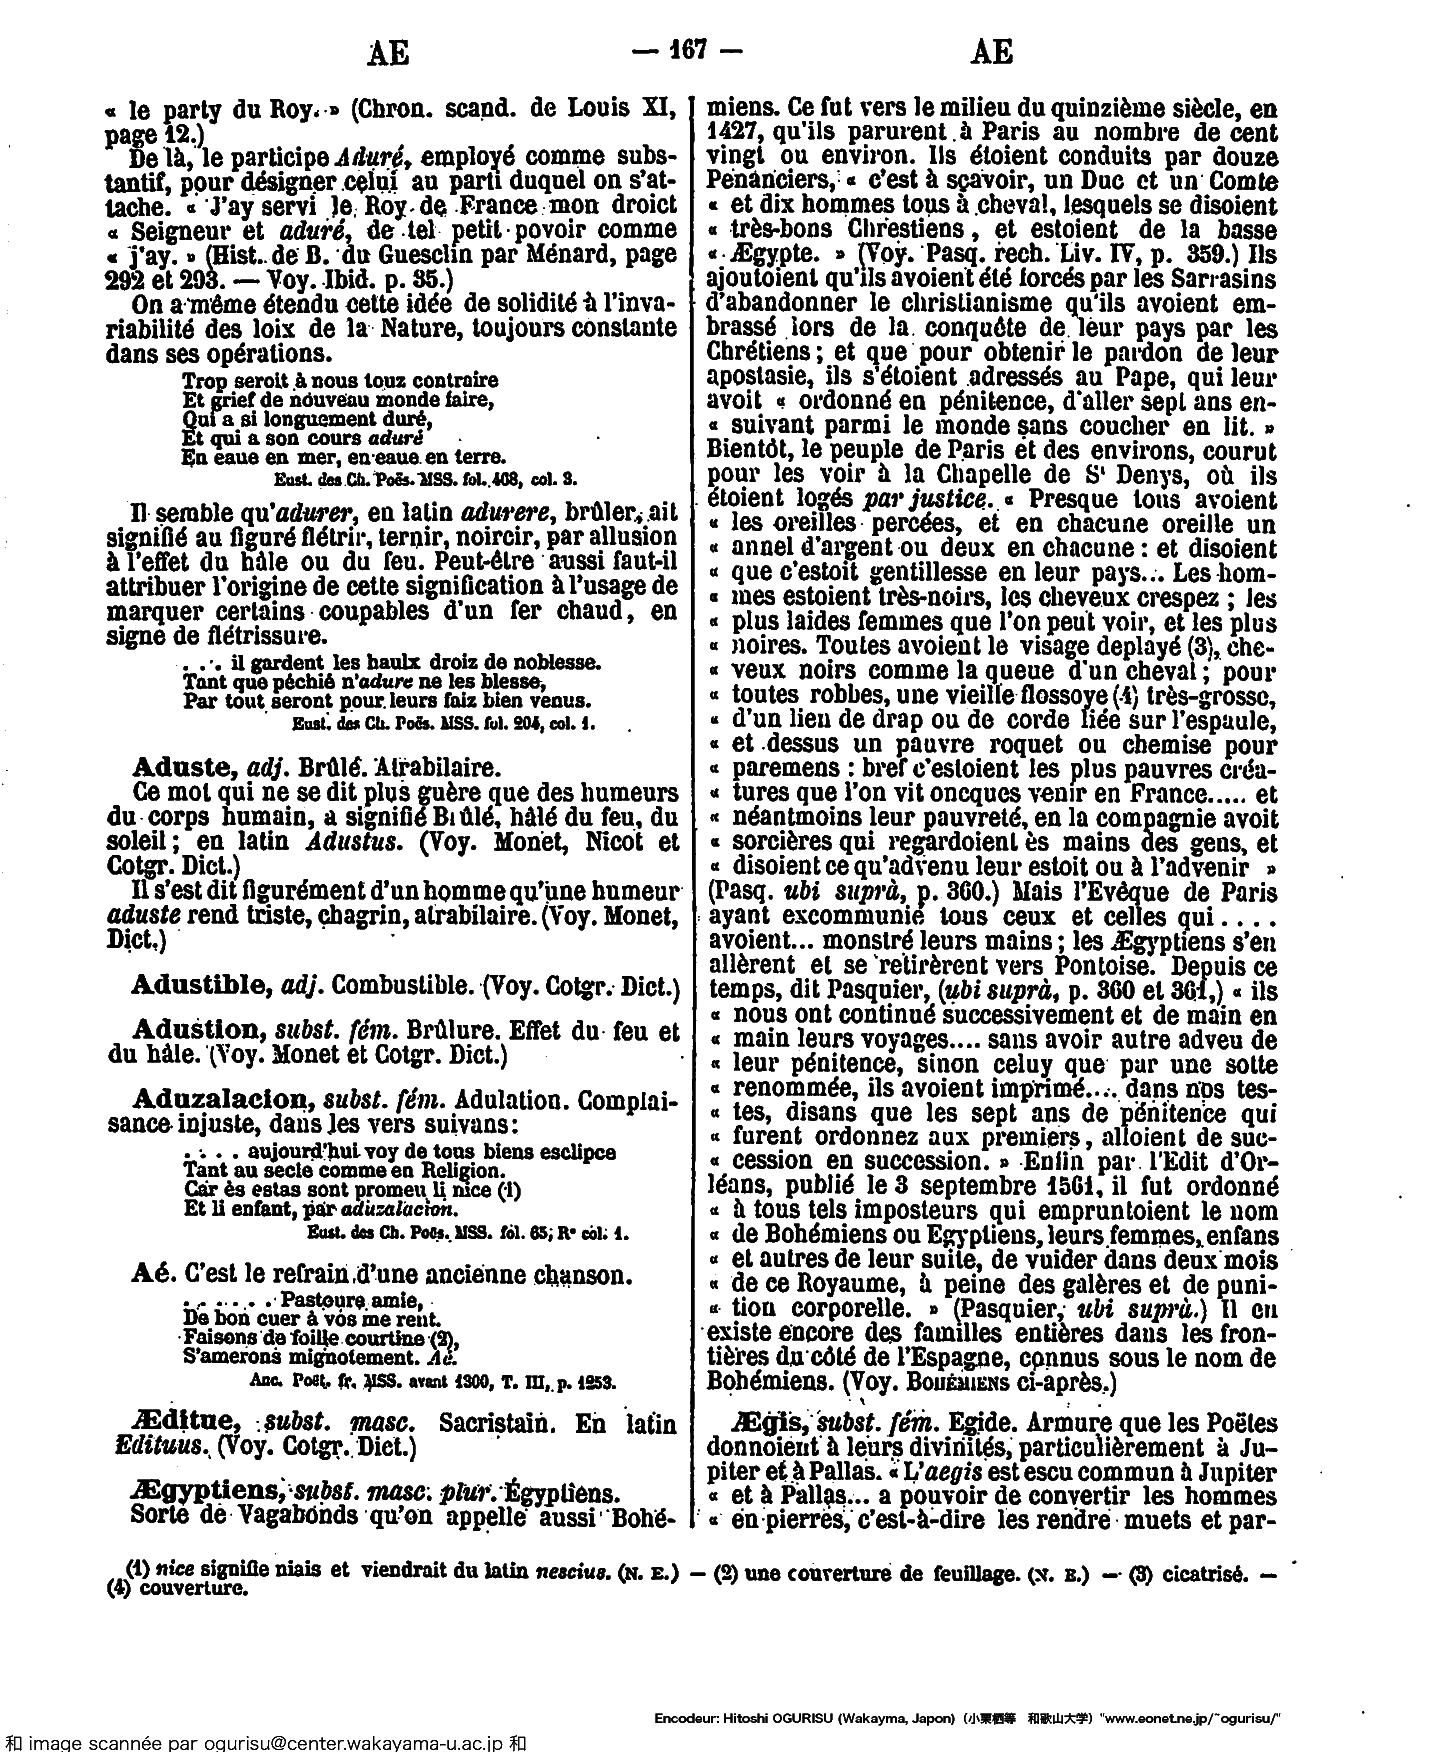 AE — 167 — AE
« le party du Roy. » (Chron. scand. de Louis XI,
page 12.)
De là, le participe Aduré, employé comme subs-
tantif, pour désigner celui au parti duquel on s'at-
tache. « J'ay servi le Roy de France mon droict
« Seigneur et aduré, de tel petit povoir comme
« j'ay. » (Hist. de B. du Guesclin par Ménard, page
292 et 293. — Voy. Ibid. p. 35.)
On a même étendu cette idée de solidité à l'inva-
riabilité des loix de la Nature, toujours constante
dans ses opérations.
Trop seroit à nous touz contraire
Et grief de nouveau monde faire,
Qui a si longuement duré,
Et qui a son cours aduré
En eaue en mer, en eaue en terre.
Eust. des Ch. Poës. MSS. fol. 408, col. 3.
Il semble qu'adurer, en latin adurere, brûler, ait
signifié au figuré flétrir, ternir, noircir, par allusion
à l'effet du hâle ou du feu. Peut-être aussi faut-il
attribuer l'origine de cette signification à l'usage de
marquer certains coupables d'un fer chaud, en
signe de flétrissure.
. . . . il gardent les haulx droiz de noblesse.
Tant que péchié n'adure ne les blesse,
Par tout seront pour leurs faiz bien venus.
Eust. des Ch. Poës. MSS. fol. 204, col. 1.
Aduste, adj. Brûlé. Atrabilaire.
Ce mot qui ne se dit plus guère que des humeurs
du corps humain, a signifié Brûlé, hâlé du feu, du
soleil ; en latin Adustus. (Voy. Monet, Nicot et
Cotgr. Dict.)
Il s'est dit figurément d'un homme qu'une humeur
aduste rend triste, chagrin, atrabilaire. (Voy. Monet,
Dict.)
Adustible, adj. Combustible. (Voy. Cotgr. Dict.)
Adustion, subst. fém. Brûlure. Effet du feu et
du hâle. (Voy. Monet et Cotgr. Dict.)
Aduzalacion, subst. fém. Adulation. Complai-
sance injuste, dans les vers suivans :
. . . . aujourd'hui voy de tous biens esclipce
Tant au secle comme en Religion.
Car ès estas sont promeu li nice (1)
Et li enfant, par aduzalacion.
Eust. des Ch. Poës. MSS. fol. 65, R° col. 1.
Aé. C'est le refrain d'une ancienne chanson.
. . . . . . Pastoure amie,
De bon cuer à vos me rent.
Faisons de foille courtine (2),
S'amerons mignotement. Aé.
Anc. Poët. fr. MSS. avant 1300, T. III, p. 1253.
Æditue, subst. masc. Sacristain. En latin
Edituus. (Voy. Cotgr. Dict.)
Ægyptiens, subst. masc. plur. Égyptiens.
Sorte de Vagabonds qu'on appelle aussi Bohé-
miens. Ce fut vers le milieu du quinzième siècle, en
1427, qu'ils parurent à Paris au nombre de cent
vingt ou environ. Ils étoient conduits par douze
Penanciers, « c'est à sçavoir, un Duc et un Comte
« et dix hommes tous à cheval, lesquels se disoient
« très-bons Chrestiens, et estoient de la basse
« Ægypte. » (Voy. Pasq. rech. Liv. IV, p. 359.) Ils
ajoutoient qu'ils avoient été forcés par les Sarrasins
d'abandonner le christianisme qu'ils avoient em-
brassé lors de la conquête de leur pays par les
Chrétiens ; et que pour obtenir le pardon de leur
apostasie, ils s'étoient adressés au Pape, qui leur
avoit « ordonné en pénitence, d'aller sept ans en-
« suivant parmi le monde sans coucher en lit. »
Bientôt, le peuple de Paris et des environs, courut
pour les voir à la Chapelle de St Denys, où ils
étoient logés par justice. « Presque tous avoient
« les oreilles percées, et en chacune oreille un
« annel d'argent ou deux en chacune : et disoient
« que c'estoit gentillesse en leur pays... Les hom-
« mes estoient très-noirs, les cheveux crespez ; les
« plus laides femmes que l'on peut voir, et les plus
« noires. Toutes avoient le visage deplayé (3), che-
« veux noirs comme la queue d'un cheval ; pour
« toutes robbes, une vieille flossoye (4) très-grosse,
« d'un lien de drap ou de corde liée sur l'espaule,
« et dessus un pauvre roquet ou chemise pour
« paremens : bref c'estoient les plus pauvres créa-
« tures que l'on vit oncques venir en France..... et
« néantmoins leur pauvreté, en la compagnie avoit
« sorcières qui regardoient ès mains des gens, et
« disoient ce qu'advenu leur estoit ou à l'advenir »
(Pasq. ubi suprà, p. 360.) Mais l'Evêque de Paris
ayant excommunié tous ceux et celles qui . . . .
avoient... monstré leurs mains ; les Ægyptiens s'en
allèrent et se retirèrent vers Pontoise. Depuis ce
temps, dit Pasquier, (ubi suprà, p. 360 et 361,) « ils
« nous ont continué successivement et de main en
« main leurs voyages.... sans avoir autre adveu de
« leur pénitence, sinon celuy que par une sotte
« renommée, ils avoient imprimé.... dans nos tes-
« tes, disans que les sept ans de pénitence qui
« furent ordonnez aux premiers, alloient de suc-
« cession en succession. » Enfin par l'Edit d'Or-
léans, publié le 3 septembre 1561, il fut ordonné
« à tous tels imposteurs qui empruntoient le nom
« de Bohémiens ou Egyptiens, leurs femmes, enfans
« et autres de leur suite, de vuider dans deux mois
« de ce Royaume, à peine des galères et de puni-
« tion corporelle. » (Pasquier, ubi suprà.) Il en
existe encore des familles entières dans les fron-
tières du côté de l'Espagne, connus sous le nom de
Bohémiens. (Voy. BOHÉMIENS ci-après.)
Ægis, subst. fém. Egide. Armure que les Poëtes
donnoient à leurs divinités, particulièrement à Ju-
piter et à Pallas. « L'aegis est escu commun à Jupiter
« et à Pallas... a pouvoir de convertir les hommes
« en pierres, c'est-à-dire les rendre muets et par-
(1) nice signifie niais et viendrait du latin nescius. (N. E.) — (2) une couverture de feuillage. (N. E.) — (3) cicatrisé. —
(4) couverture.
Encodeur: Hitoshi OGURISU (Wakayma, Japon) (小栗栖等 和歌山大学) "www.eonet.ne.jp/~ogurisu/"
和 image scannée par ogurisu@center.wakayama-u.ac.jp 和